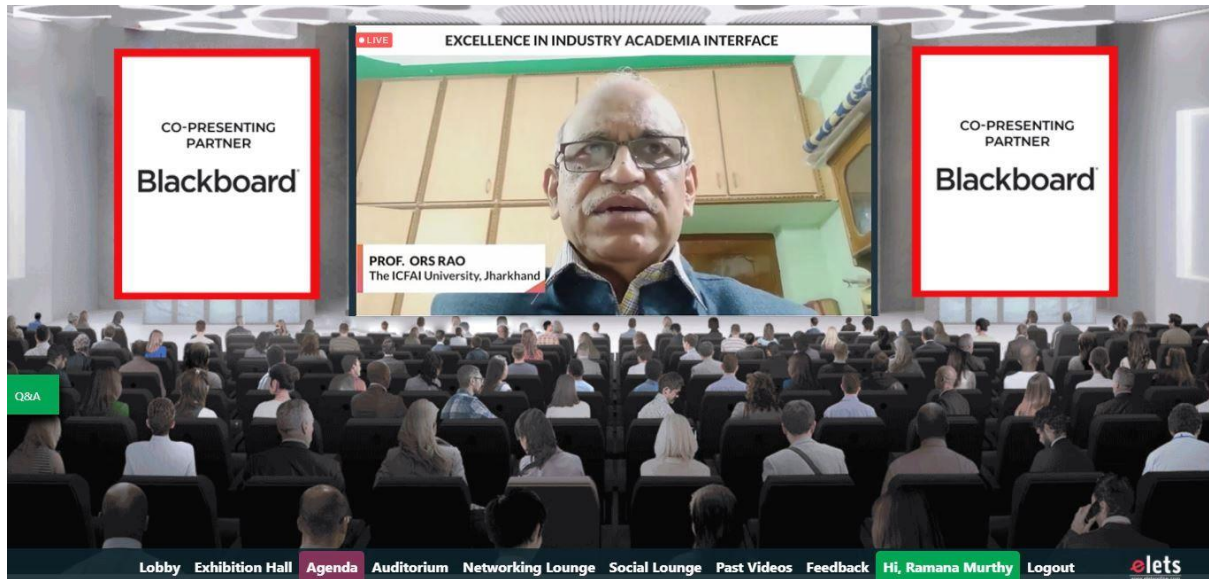 LIVE
EXCELLENCE IN INDUSTRY ACADEMIA INTERFACE
CO-PRESENTING
PARTNER
Blackboard
PROF. ORS RAO
The ICFAI University, Jharkhand
CO-PRESENTING
PARTNER
Blackboard
Q&A
Lobby Exhibition Hall Agenda Auditorium Networking Lounge Social Lounge Past Videos Feedback Hi, Ramana Murthy Logout
elets